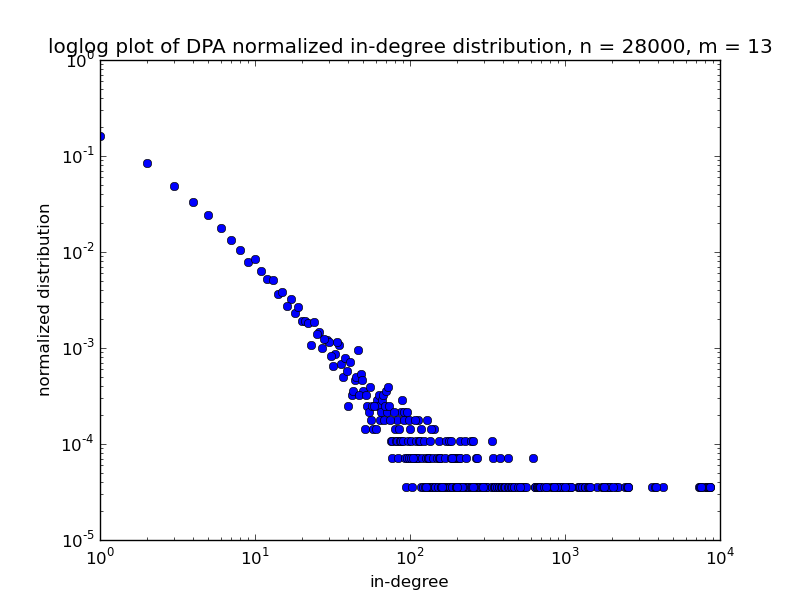 loglog plot of DPA normalized in-degree distribution, n = 28000, m = 13
10^0
10^-1
10^-2
10^-3
10^-4
10^-5
normalized distribution
10^0 10^1 10^2 10^3 10^4
in-degree